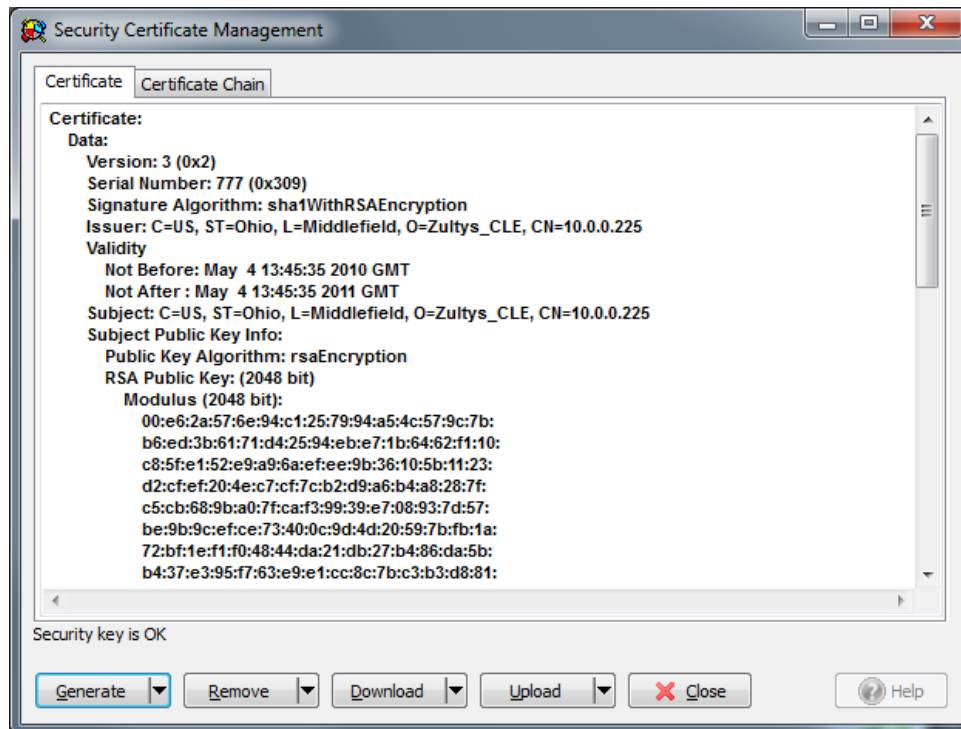 Security Certificate Management
Certificate
Certificate Chain
Certificate:
Data:
Version: 3 (0x2)
Serial Number: 777 (0x309)
Signature Algorithm: sha1WithRSAEncryption
Issuer: C=US, ST=Ohio, L=Middlefield, O=Zultys_CLE, CN=10.0.0.225
Validity
Not Before: May  4 13:45:35 2010 GMT
Not After : May  4 13:45:35 2011 GMT
Subject: C=US, ST=Ohio, L=Middlefield, O=Zultys_CLE, CN=10.0.0.225
Subject Public Key Info:
Public Key Algorithm: rsaEncryption
RSA Public Key: (2048 bit)
Modulus (2048 bit):
00:e6:2a:57:6e:94:c1:25:79:94:a5:4c:57:9c:7b:
b6:ed:3b:61:71:d4:25:94:eb:e7:1b:64:62:f1:10:
c8:5f:e1:52:e9:a9:6a:ef:ee:9b:36:10:5b:11:23:
d2:cf:ef:20:4e:c7:cf:7c:b2:d9:a6:b4:a8:28:7f:
c5:cb:68:9b:a0:7f:ca:f3:99:39:e7:08:93:7d:57:
be:9b:9c:ef:ce:73:40:0c:9d:4d:20:59:7b:fb:1a:
72:bf:1e:f1:f0:48:44:da:21:db:27:b4:86:da:5b:
b4:37:e3:95:f7:63:e9:e1:cc:8c:7b:c3:b3:d8:81:
Security key is OK
Generate
Remove
Download
Upload
Close
Help